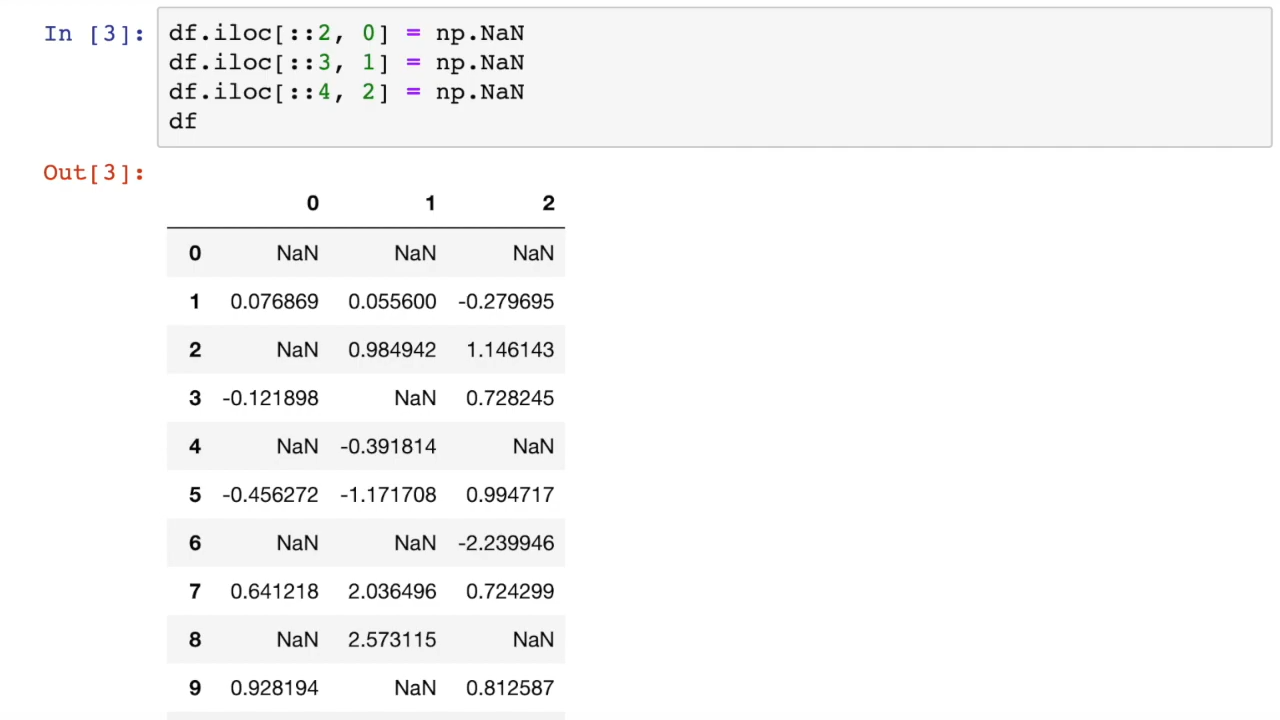 In [3]: df.iloc[::2, 0] = np.NaN
df.iloc[::3, 1] = np.NaN
df.iloc[::4, 2] = np.NaN
df
Out[3]:
0 1 2
0 NaN NaN NaN
1 0.076869 0.055600 -0.279695
2 NaN 0.984942 1.146143
3 -0.121898 NaN 0.728245
4 NaN -0.391814 NaN
5 -0.456272 -1.171708 0.994717
6 NaN NaN -2.239946
7 0.641218 2.036496 0.724299
8 NaN 2.573115 NaN
9 0.928194 NaN 0.812587